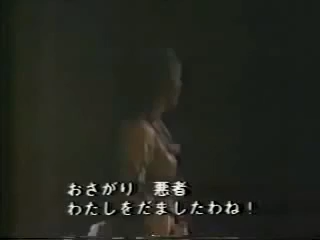 おさがり　悪者
わたしをだましたわね！